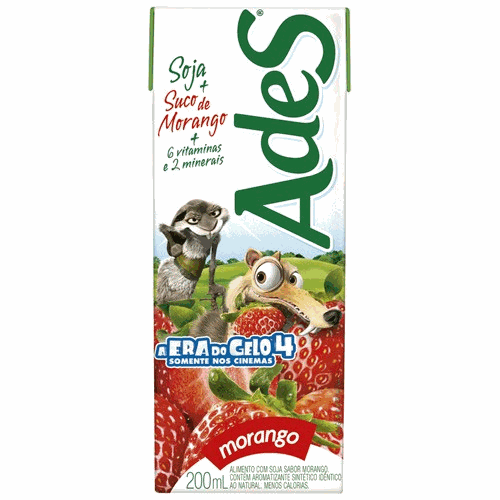 AdeS®
Soja
+
Suco de
Morango
+
6 vitaminas
e 2 minerais
A ERA DO GELO 4
SOMENTE NOS CINEMAS
morango
200mL
ALIMENTO COM SOJA SABOR MORANGO.
CONTÉM AROMATIZANTE SINTÉTICO IDÊNTICO
AO NATURAL. MENOS CALORIAS.